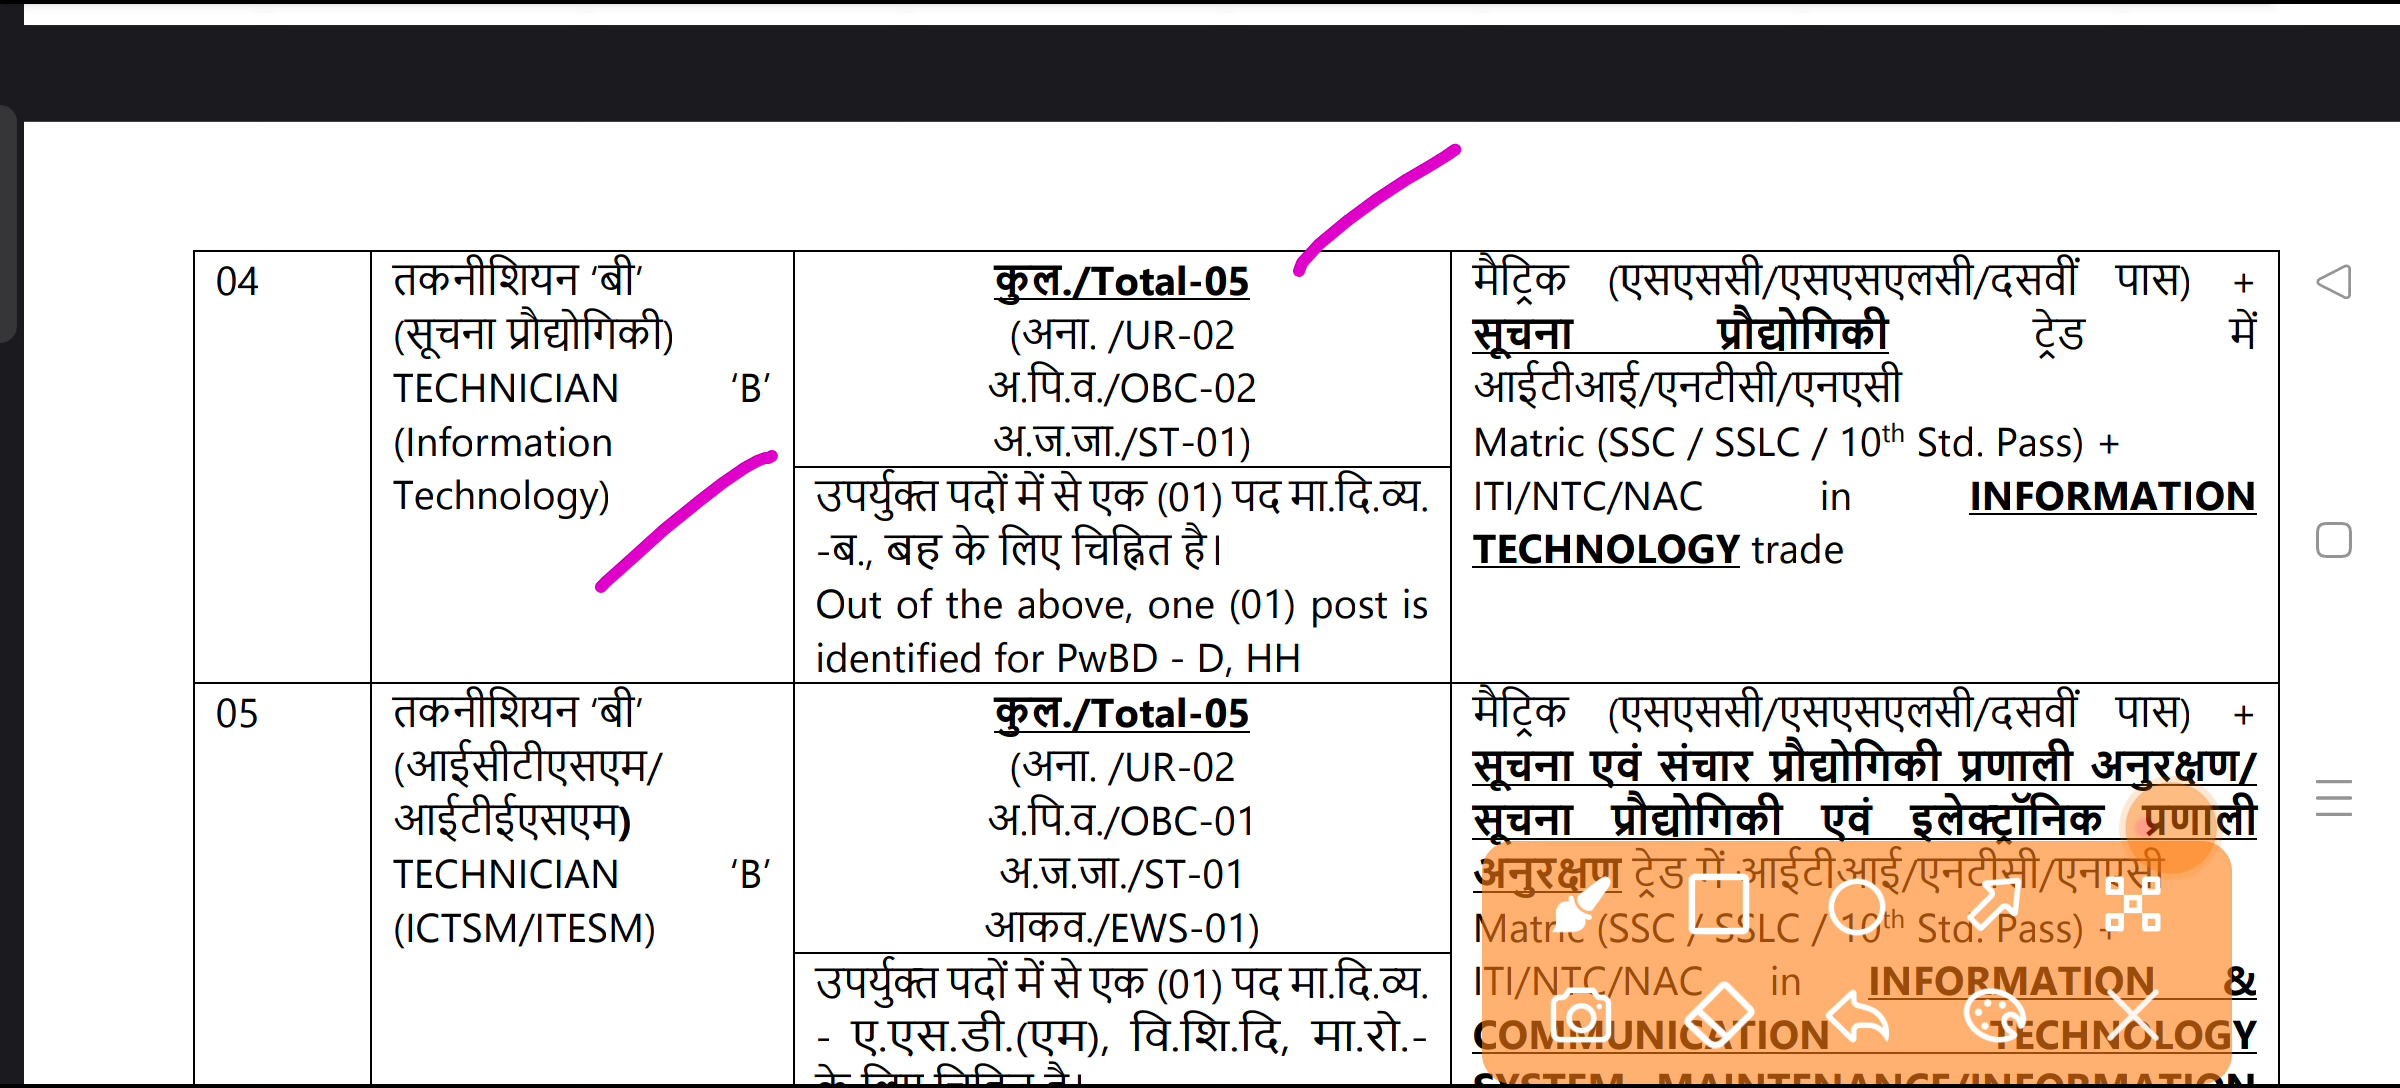 04
तकनीशियन ‘बी’
(सूचना प्रौद्योगिकी)
TECHNICIAN ‘B’
(Information
Technology)
कुल./Total-05
(अना. /UR-02
अ.पि.व./OBC-02
अ.ज.जा./ST-01)
उपर्युक्त पदों में से एक (01) पद मा.दि.व्य.
-ब., बह के लिए चिह्नित है।
Out of the above, one (01) post is
identified for PwBD - D, HH
मैट्रिक (एसएससी/एसएसएलसी/दसवीं पास) +
सूचना प्रौद्योगिकी ट्रेड में
आईटीआई/एनटीसी/एनएसी
Matric (SSC / SSLC / 10th Std. Pass) +
ITI/NTC/NAC in INFORMATION
TECHNOLOGY trade
05
तकनीशियन ‘बी’
(आईसीटीएसएम/
आईटीईएसएम)
TECHNICIAN ‘B’
(ICTSM/ITESM)
कुल./Total-05
(अना. /UR-02
अ.पि.व./OBC-01
अ.ज.जा./ST-01
आकव./EWS-01)
उपर्युक्त पदों में से एक (01) पद मा.दि.व्य.
- ए.एस.डी.(एम), वि.शि.दि, मा.रो.-
के लिए चिह्नित है।
मैट्रिक (एसएससी/एसएसएलसी/दसवीं पास) +
सूचना एवं संचार प्रौद्योगिकी प्रणाली अनुरक्षण/
सूचना प्रौद्योगिकी एवं इलेक्ट्रॉनिक प्रणाली
अनुरक्षण ट्रेड में आईटीआई/एनटीसी/एनएसी
Matric (SSC / SSLC / 10th Std. Pass) +
ITI/NTC/NAC in INFORMATION &
COMMUNICATION TECHNOLOGY
SYSTEM MAINTENANCE/INFORMATION